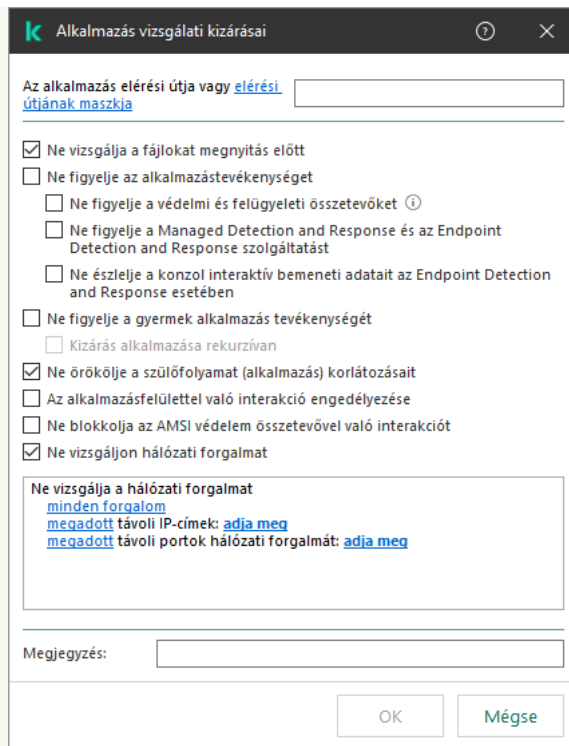 Alkalmazás vizsgálati kizárásai
Az alkalmazás elérési útja vagy elérési
útjának maszkja
Ne vizsgálja a fájlokat megnyitás előtt
Ne figyelje az alkalmazástevékenységet
Ne figyelje a védelmi és felügyeleti összetevőket
Ne figyelje a Managed Detection and Response és az Endpoint
Detection and Response szolgáltatást
Ne észlelje a konzol interaktív bemeneti adatait az Endpoint Detection
and Response esetében
Ne figyelje a gyermek alkalmazás tevékenységét
Kizárás alkalmazása rekurzívan
Ne örökölje a szülőfolyamat (alkalmazás) korlátozásait
Az alkalmazásfelülettel való interakció engedélyezése
Ne blokkolja az AMSI védelem összetevővel való interakciót
Ne vizsgáljon hálózati forgalmat
Ne vizsgálja a hálózati forgalmat
minden forgalom
megadott távoli IP-címek: adja meg
megadott távoli portok hálózati forgalmát: adja meg
Megjegyzés:
OK
Mégse